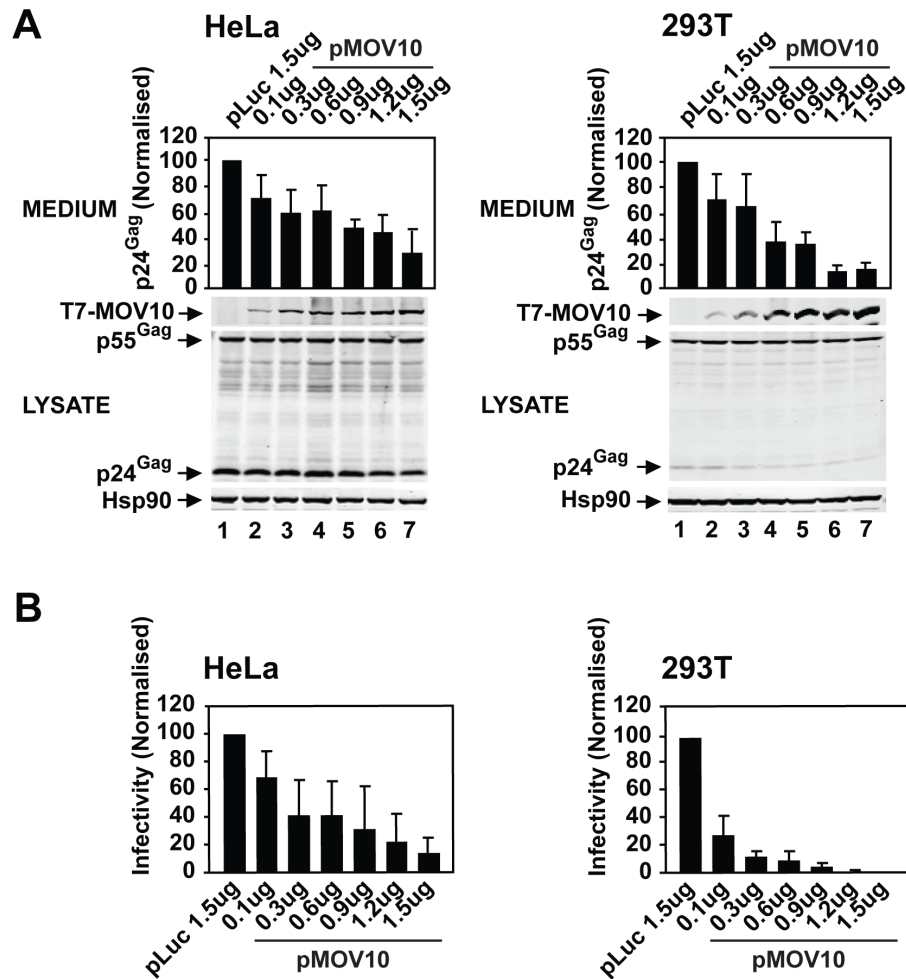 A
HeLa
pMOV10
pLuc 1.5ug
0.1ug
0.3ug
0.6ug
0.9ug
1.2ug
1.5ug
MEDIUM
p24Gag (Normalised)
120
100
80
60
40
20
0
T7-MOV10
p55Gag
LYSATE
p24Gag
Hsp90
1 2 3 4 5 6 7
293T
pMOV10
pLuc 1.5ug
0.1ug
0.3ug
0.6ug
0.9ug
1.2ug
1.5ug
MEDIUM
p24Gag (Normalised)
120
100
80
60
40
20
0
T7-MOV10
p55Gag
LYSATE
p24Gag
Hsp90
1 2 3 4 5 6 7
B
HeLa
Infectivity (Normalised)
120
100
80
60
40
20
0
pLuc 1.5ug
0.1ug
0.3ug
0.6ug
0.9ug
1.2ug
1.5ug
pMOV10
293T
Infectivity (Normalised)
120
100
80
60
40
20
0
pLuc 1.5ug
0.1ug
0.3ug
0.6ug
0.9ug
1.2ug
1.5ug
pMOV10